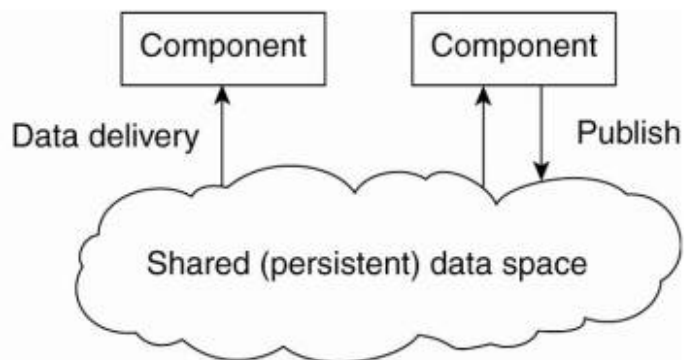 Component
Component
Data delivery
Publish
Shared (persistent) data space